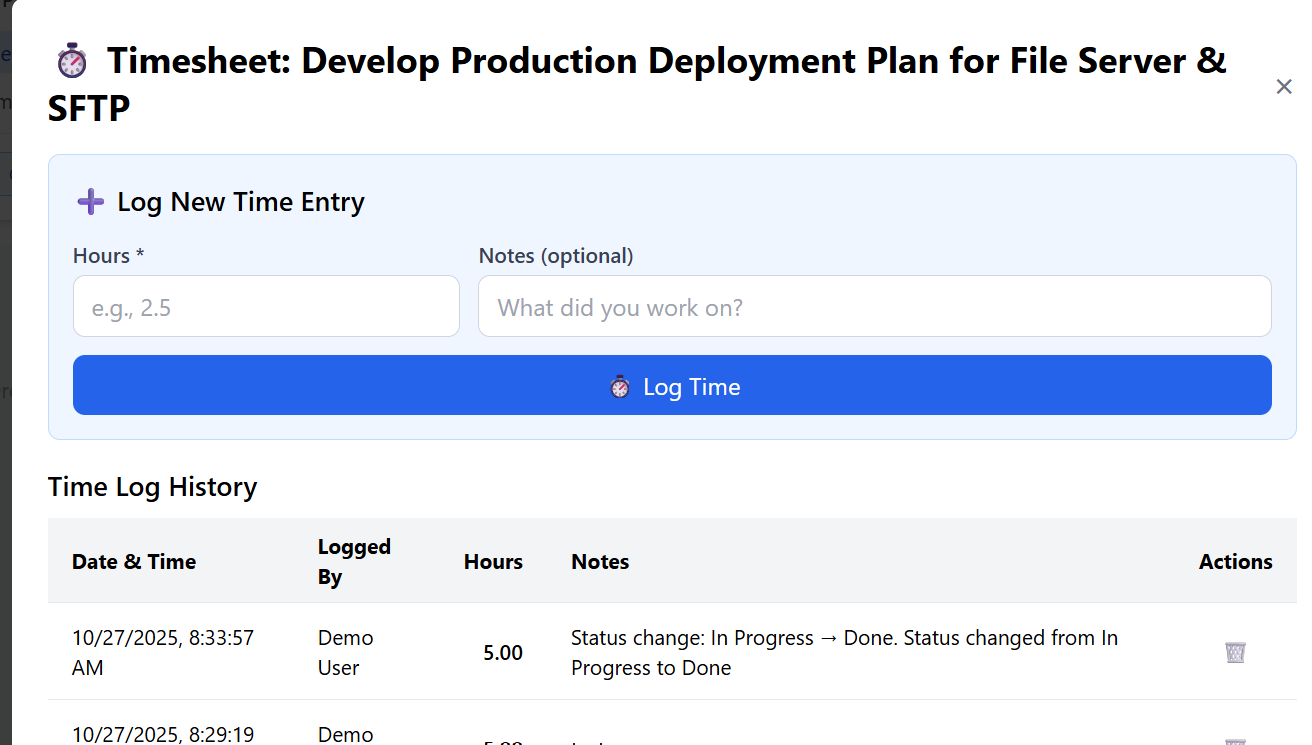 Timesheet: Develop Production Deployment Plan for File Server &
SFTP
×
Log New Time Entry
Hours *
Notes (optional)
e.g., 2.5
What did you work on?
Log Time
Time Log History
Date & Time
Logged
By
Hours
Notes
Actions
10/27/2025, 8:33:57
AM
Demo
User
5.00
Status change: In Progress → Done. Status changed from In
Progress to Done
10/27/2025, 8:29:19
Demo